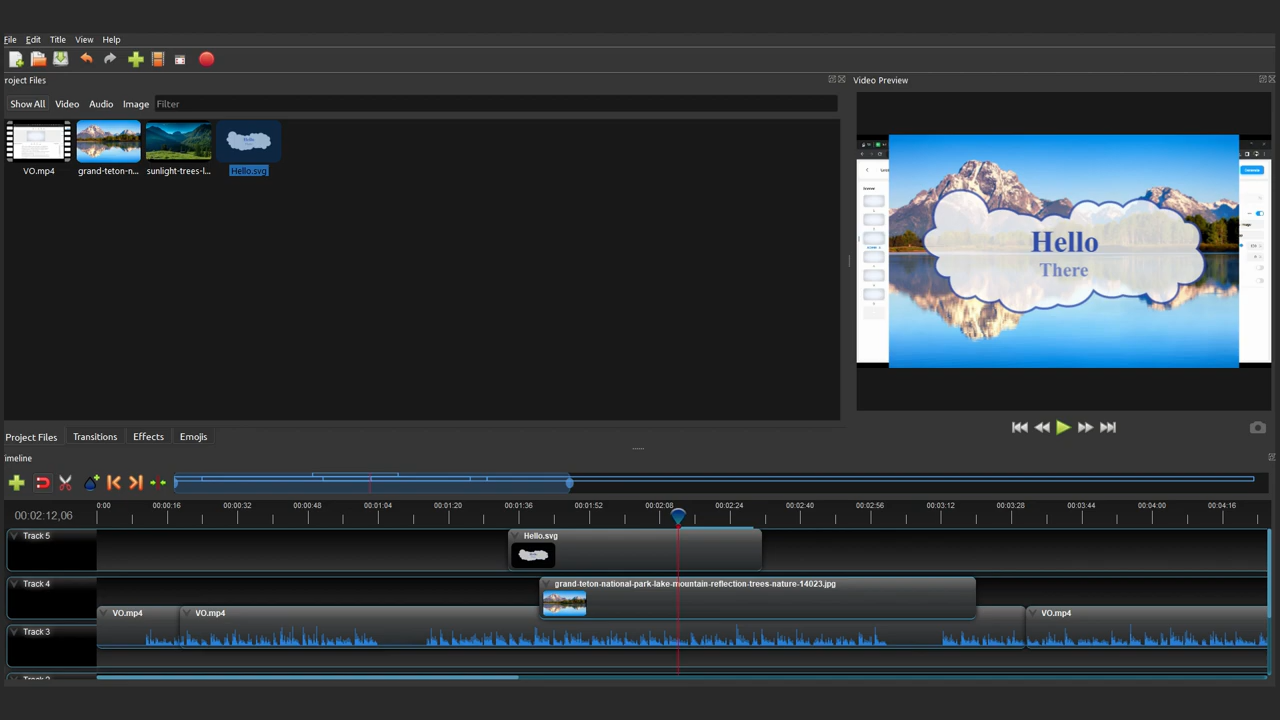 File Edit Title View Help
roject Files
Video Preview
Show All Video Audio Image Filter
VO.mp4 grand-teton-n... sunlight-trees-l... Hello.svg
Hello
There
Project Files Transitions Effects Emojis
imeline
00:02:12,06
0:00 00:00:16 00:00:32 00:00:48 00:01:04 00:01:20 00:01:36 00:01:52 00:02:08 00:02:24 00:02:40 00:02:56 00:03:12 00:03:28 00:03:44 00:04:00 00:04:16
Track 5 Hello.svg
Track 4 grand-teton-national-park-lake-mountain-reflection-trees-nature-14023.jpg
VO.mp4 VO.mp4 VO.mp4
Track 3